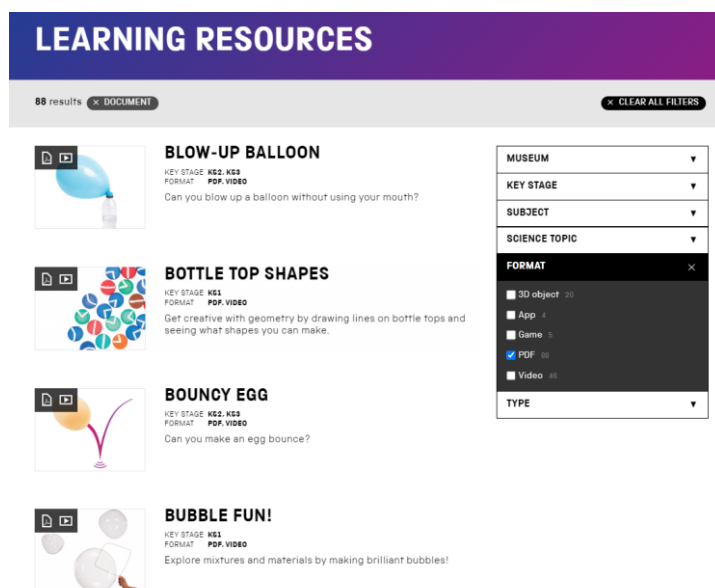 LEARNING RESOURCES
88 results × DOCUMENT
× CLEAR ALL FILTERS
BLOW-UP BALLOON
KEY STAGE KS2, KS3
FORMAT PDF, VIDEO
Can you blow up a balloon without using your mouth?
BOTTLE TOP SHAPES
KEY STAGE KS1
FORMAT PDF, VIDEO
Get creative with geometry by drawing lines on bottle tops and
seeing what shapes you can make.
BOUNCY EGG
KEY STAGE KS2, KS3
FORMAT PDF, VIDEO
Can you make an egg bounce?
BUBBLE FUN!
KEY STAGE KS1
FORMAT PDF, VIDEO
Explore mixtures and materials by making brilliant bubbles!
MUSEUM ▼
KEY STAGE ▼
SUBJECT ▼
SCIENCE TOPIC ▼
FORMAT ×
3D object 20
App 4
Game 5
PDF
Video 46
TYPE ▼